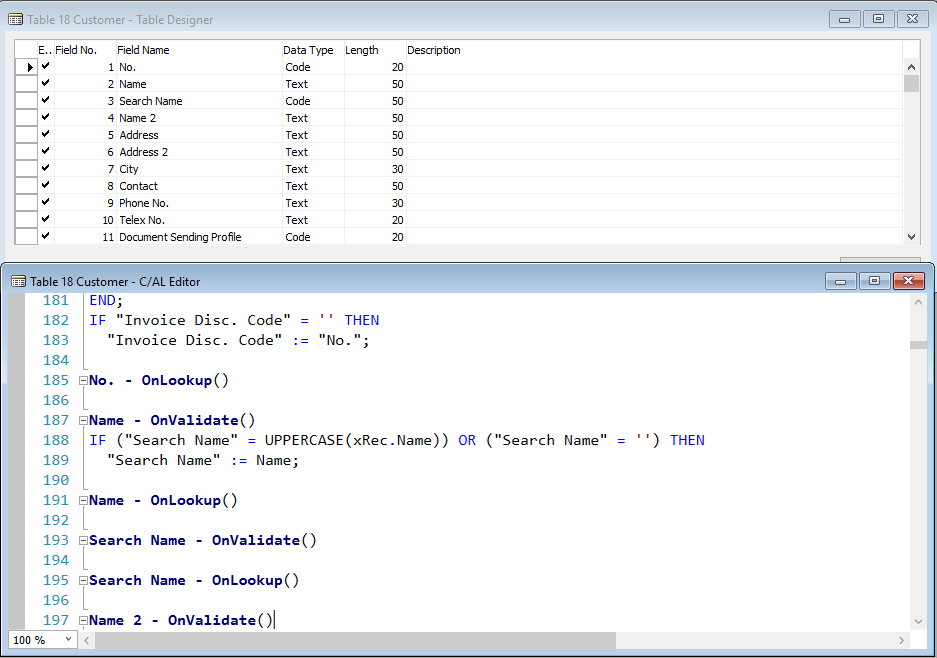 Table 18 Customer - Table Designer
E.. Field No. Field Name Data Type Length Description
1 No. Code 20
2 Name Text 50
3 Search Name Code 50
4 Name 2 Text 50
5 Address Text 50
6 Address 2 Text 50
7 City Text 30
8 Contact Text 50
9 Phone No. Text 30
10 Telex No. Text 20
11 Document Sending Profile Code 20
Table 18 Customer - C/AL Editor
181 END;
182 IF "Invoice Disc. Code" = '' THEN
183 "Invoice Disc. Code" := "No.";
184
185 No. - OnLookup()
186
187 Name - OnValidate()
188 IF ("Search Name" = UPPERCASE(xRec.Name)) OR ("Search Name" = '') THEN
189 "Search Name" := Name;
190
191 Name - OnLookup()
192
193 Search Name - OnValidate()
194
195 Search Name - OnLookup()
196
197 Name 2 - OnValidate()
100 %